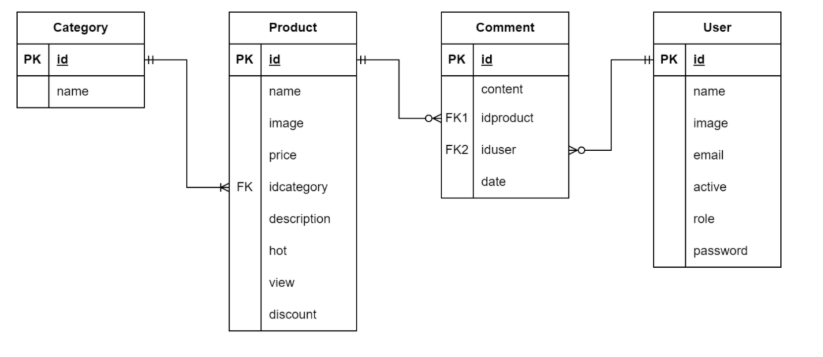 Category
PK id
name
Product
PK id
name
image
price
FK idcategory
description
hot
view
discount
Comment
PK id
content
FK1 idproduct
FK2 iduser
date
User
PK id
name
image
email
active
role
password